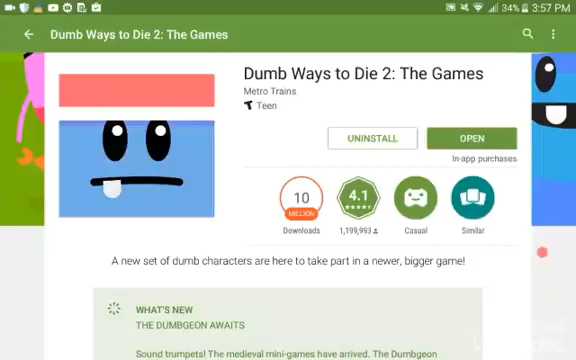 34% 3:57 PM
Dumb Ways to Die 2: The Games
Dumb Ways to Die 2: The Games
Metro Trains
T Teen
UNINSTALL
OPEN
In-app purchases
10
MILLION
4.1
Downloads
1,199,993
Casual
Similar
A new set of dumb characters are here to take part in a newer, bigger game!
WHAT'S NEW
THE DUMBGEON AWAITS
Sound trumpets! The medieval mini-games have arrived. The Dumbgeon